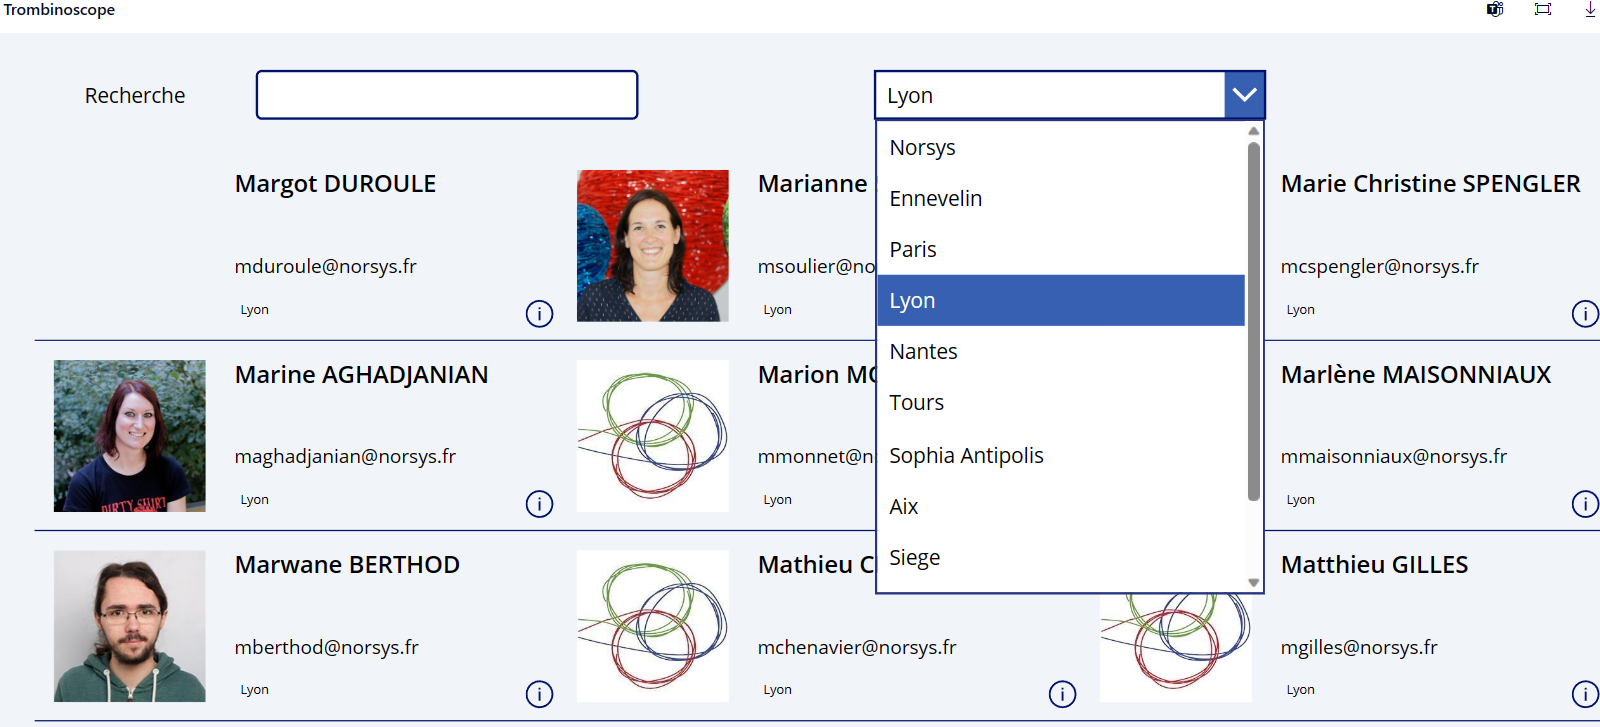 Trombinoscope
Recherche
Lyon
Norsys
Ennevelin
Paris
Lyon
Nantes
Tours
Sophia Antipolis
Aix
Siege
Margot DUROULE
mduroule@norsys.fr
Lyon
Marianne
msoulier@no
Lyon
Marie Christine SPENGLER
mcspengler@norsys.fr
Lyon
Marine AGHADJANIAN
maghadjanian@norsys.fr
Lyon
DIRTY SHIRT
Marion MO
mmonnet@n
Lyon
Marlène MAISONNIAUX
mmaisonniaux@norsys.fr
Lyon
Marwane BERTHOD
mberthod@norsys.fr
Lyon
Mathieu C
mchenavier@norsys.fr
Lyon
Matthieu GILLES
mgilles@norsys.fr
Lyon